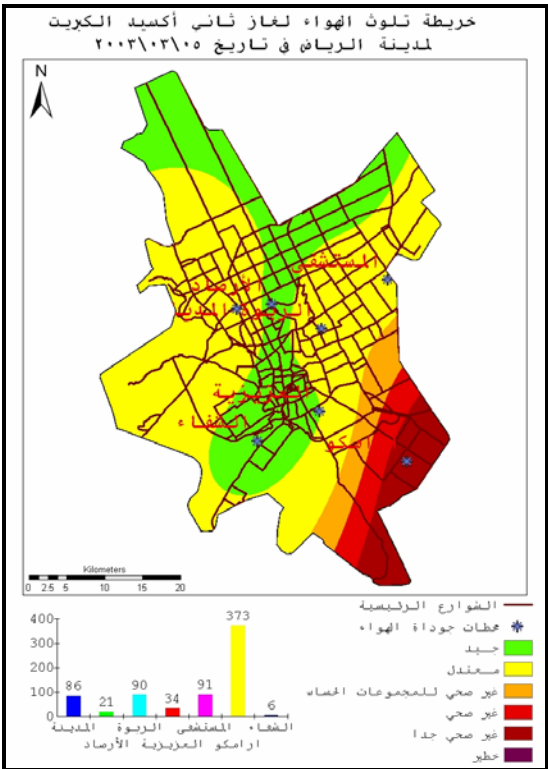 خريطة تلوث الهواء لغاز ثاني أكسيد الكبريت
لمدينة الرياض في تاريخ ٢٠٠٣\٠٣\٠٥
N
المستشفى
الأرصاد
الربوة
العزيزية
الشفاء
Kilometers
0 2.5 5 10 15 20
الشوارع الرئيسية
محطات جودة الهواء
جيد
معتدل
غير صحي للمجموعات الحساسة
غير صحي
غير صحي جدا
خطير
400
300
200
100
0
86
21
90
34
91
373
6
المدينة الربوة المستشفى الشفاء
ارامكو العزيزية الأرصاد